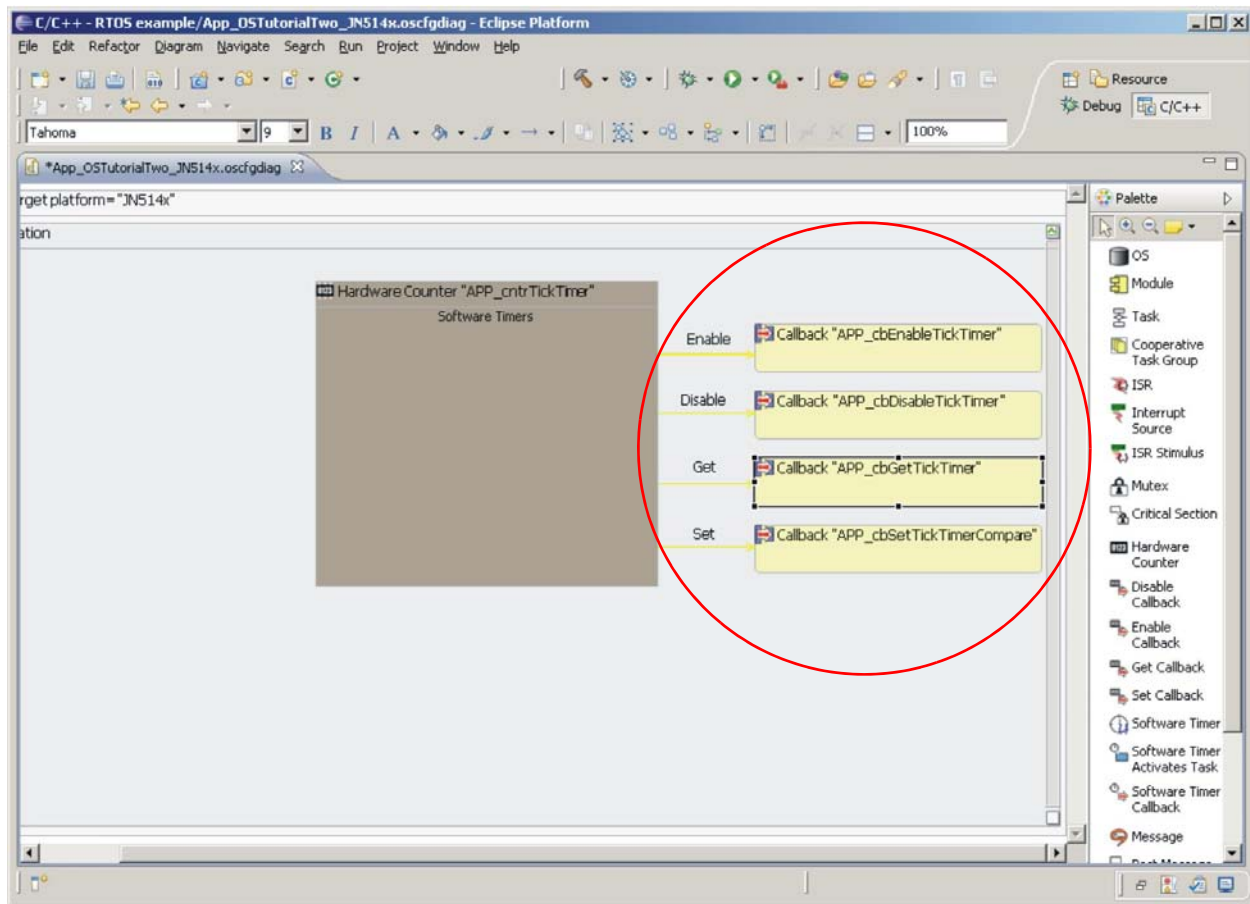 C/C++ - RTOS example/App_OSTutorialTwo_JN514x.oscfgdiag - Eclipse Platform
File Edit Refactor Diagram Navigate Search Run Project Window Help
Resource
Debug C/C++
Tahoma 9 B I A 100%
*App_OSTutorialTwo_JN514x.oscfgdiag
rget platform="JN514x"
ation
Hardware Counter "APP_cntrTickTimer"
Software Timers
Enable
Callback "APP_cbEnableTickTimer"
Disable
Callback "APP_cbDisableTickTimer"
Get
Callback "APP_cbGetTickTimer"
Set
Callback "APP_cbSetTickTimerCompare"
Palette
OS
Module
Task
Cooperative
Task Group
ISR
Interrupt
Source
ISR Stimulus
Mutex
Critical Section
Hardware
Counter
Disable
Callback
Enable
Callback
Get Callback
Set Callback
Software Timer
Software Timer
Activates Task
Software Timer
Callback
Message